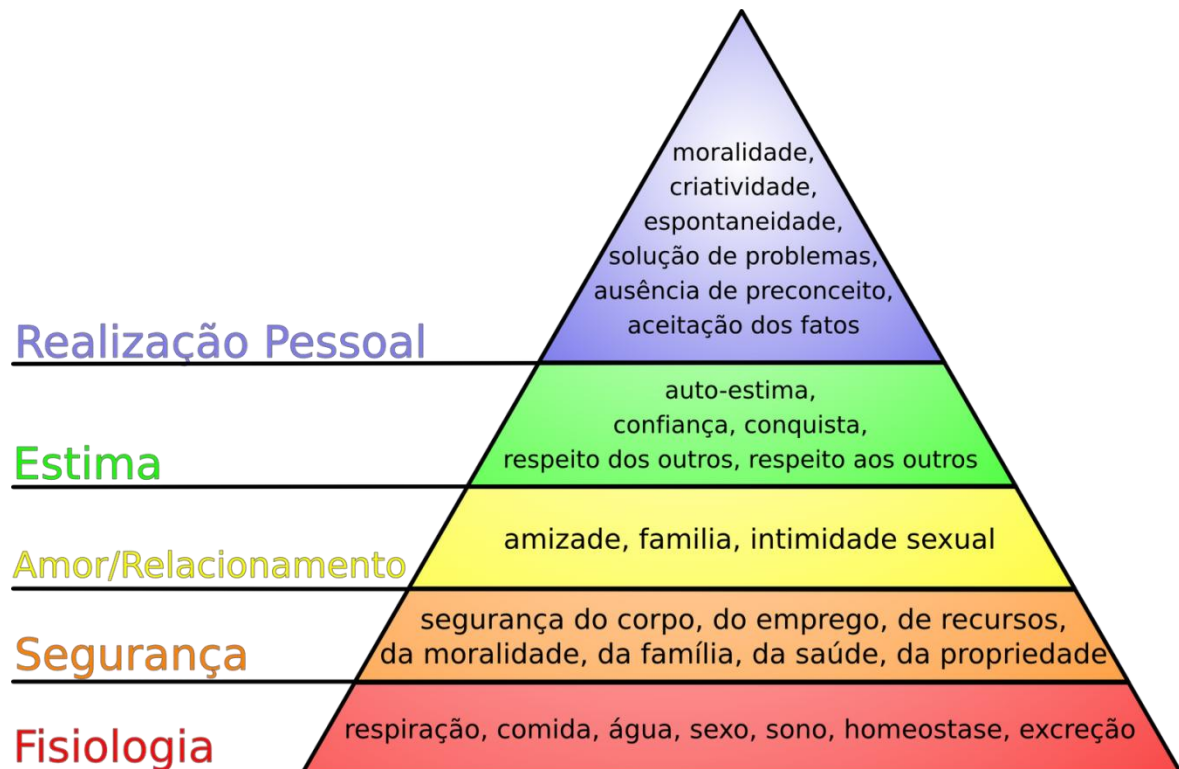 moralidade,
criatividade,
espontaneidade,
solução de problemas,
ausência de preconceito,
aceitação dos fatos
Realização Pessoal
auto-estima,
confiança, conquista,
respeito dos outros, respeito aos outros
Estima
amizade, familia, intimidade sexual
Amor/Relacionamento
segurança do corpo, do emprego, de recursos,
da moralidade, da família, da saúde, da propriedade
Segurança
respiração, comida, água, sexo, sono, homeostase, excreção
Fisiologia